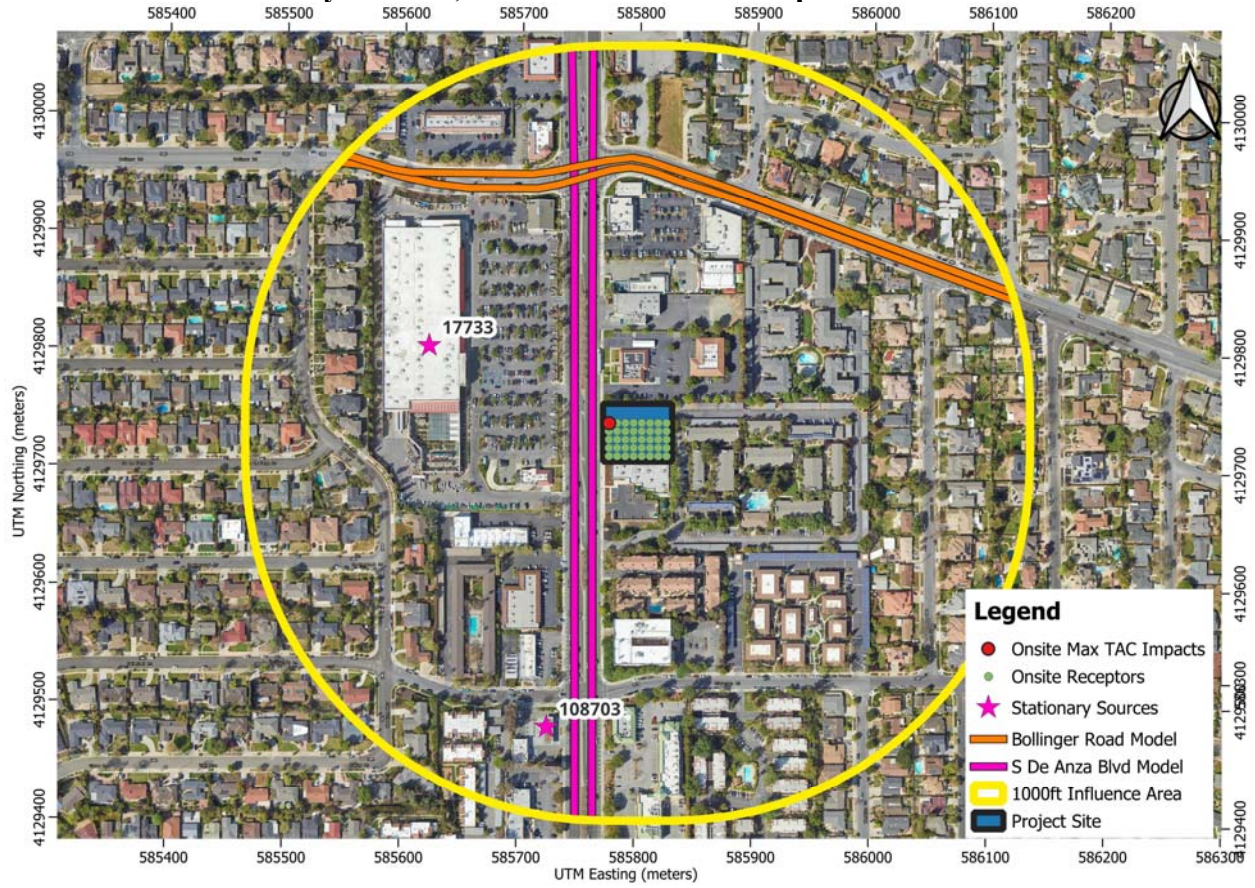 585400 585500 585600 585700 585800 585900 586000 586100 586200
N
4130000
4129900
4129800
4129700
4129600
4129500
4129400
UTM Northing (meters)
4130000
4129900
4129800
4129700
4129600
4129400
17733
108703
Legend
Onsite Max TAC Impacts
Onsite Receptors
Stationary Sources
Bollinger Road Model
S De Anza Blvd Model
1000ft Influence Area
Project Site
585400 585500 585600 585700 585800 585900 586000 586100 586200 586300
UTM Easting (meters)